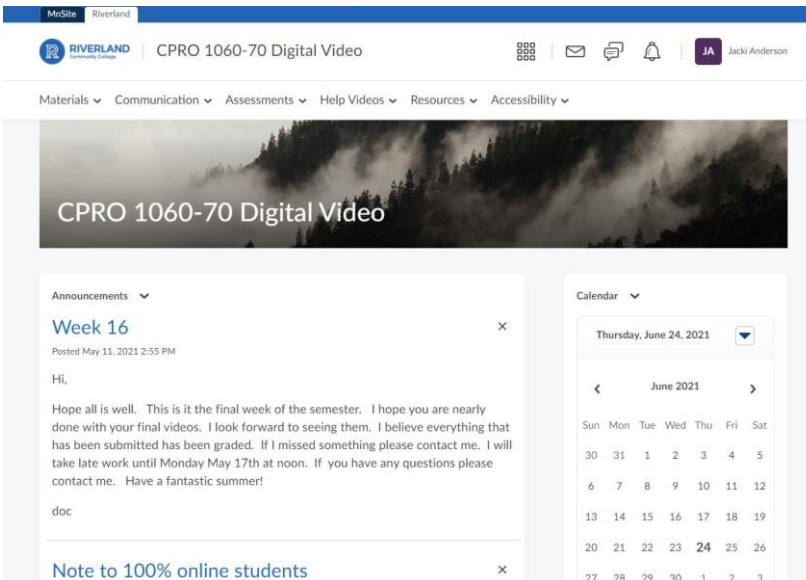 MnSite Riverland
RIVERLAND
Community College
CPRO 1060-70 Digital Video
JA
Jacki Anderson
Materials Communication Assessments Help Videos Resources Accessibility
CPRO 1060-70 Digital Video
Announcements
Week 16
Posted May 11, 2021 2:55 PM
Hi,
Hope all is well. This is it the final week of the semester. I hope you are nearly
done with your final videos. I look forward to seeing them. I believe everything that
has been submitted has been graded. If I missed something please contact me. I will
take late work until Monday May 17th at noon. If you have any questions please
contact me. Have a fantastic summer!
doc
Note to 100% online students
Calendar
Thursday, June 24, 2021
June 2021
Sun Mon Tue Wed Thu Fri Sat
30 31 1 2 3 4 5
6 7 8 9 10 11 12
13 14 15 16 17 18 19
20 21 22 23 24 25 26
27 28 29 30 1 2 3